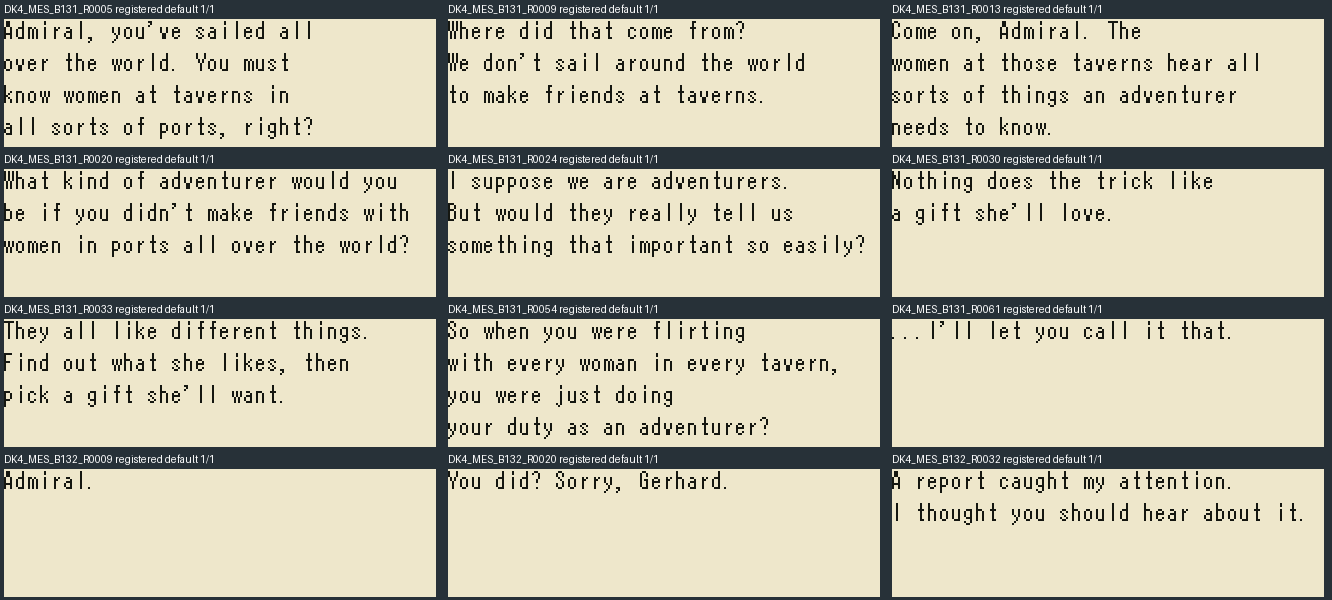 DK4_MES_B131_R0005 registered default 1/1
Admiral, you've sailed all
over the world. You must
know women at taverns in
all sorts of ports, right?
DK4_MES_B131_R0009 registered default 1/1
Where did that come from?
We don't sail around the world
to make friends at taverns.
DK4_MES_B131_R0013 registered default 1/1
Come on, Admiral. The
women at those taverns hear all
sorts of things an adventurer
needs to know.
DK4_MES_B131_R0020 registered default 1/1
What kind of adventurer would you
be if you didn't make friends with
women in ports all over the world?
DK4_MES_B131_R0024 registered default 1/1
I suppose we are adventurers.
But would they really tell us
something that important so easily?
DK4_MES_B131_R0030 registered default 1/1
Nothing does the trick like
a gift she'll love.
DK4_MES_B131_R0033 registered default 1/1
They all like different things.
Find out what she likes, then
pick a gift she'll want.
DK4_MES_B131_R0054 registered default 1/1
So when you were flirting
with every woman in every tavern,
you were just doing
your duty as an adventurer?
DK4_MES_B131_R0061 registered default 1/1
...I'll let you call it that.
DK4_MES_B132_R0009 registered default 1/1
Admiral.
DK4_MES_B132_R0020 registered default 1/1
You did? Sorry, Gerhard.
DK4_MES_B132_R0032 registered default 1/1
A report caught my attention.
I thought you should hear about it.